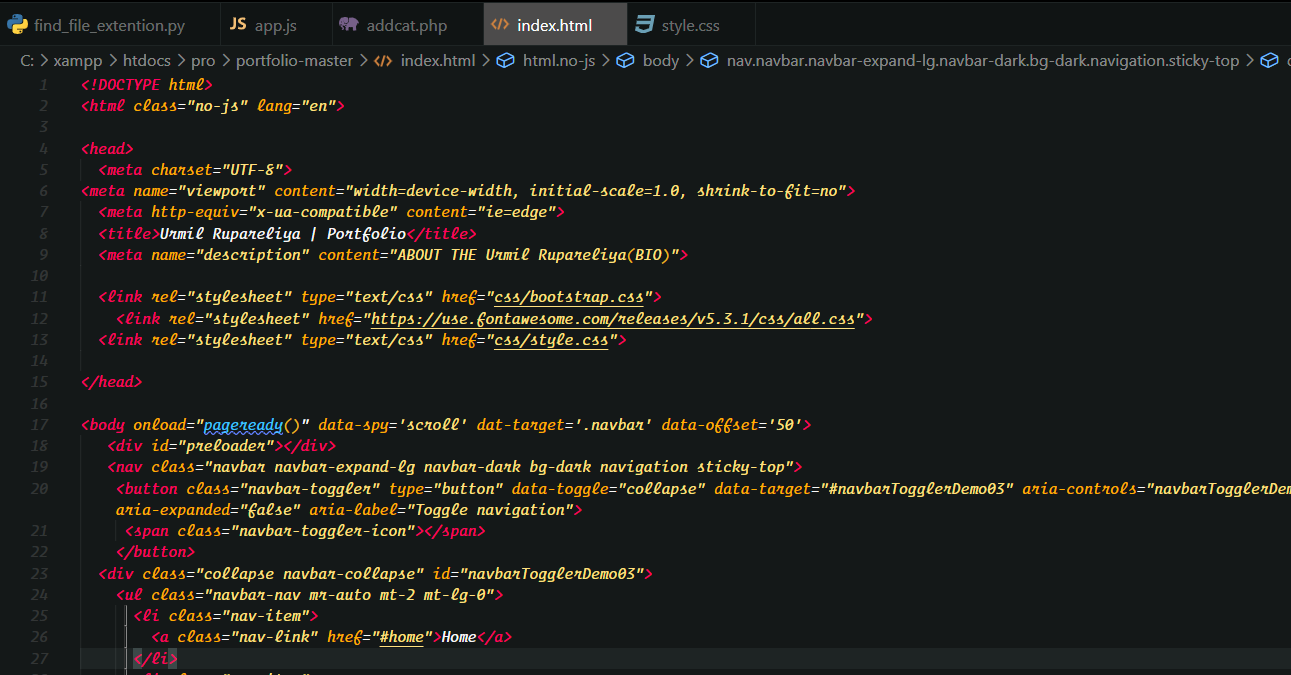 find_file_extention.py JS app.js addcat.php index.html style.css
C: > xampp > htdocs > pro > portfolio-master > index.html > html.no-js > body > nav.navbar.navbar-expand-lg.navbar-dark.bg-dark.navigation.sticky-top >
1 <!DOCTYPE html>
2 <html class="no-js" lang="en">
3
4 <head>
5 <meta charset="UTF-8">
6 <meta name="viewport" content="width=device-width, initial-scale=1.0, shrink-to-fit=no">
7 <meta http-equiv="x-ua-compatible" content="ie=edge">
8 <title>Urmil Rupareliya | Portfolio</title>
9 <meta name="description" content="ABOUT THE Urmil Rupareliya(BIO)">
10
11 <link rel="stylesheet" type="text/css" href="css/bootstrap.css">
12 <link rel="stylesheet" href="https://use.fontawesome.com/releases/v5.3.1/css/all.css">
13 <link rel="stylesheet" type="text/css" href="css/style.css">
14
15 </head>
16
17 <body onload="pageready()" data-spy='scroll' dat-target='.navbar' data-offset='50'>
18 <div id="preloader"></div>
19 <nav class="navbar navbar-expand-lg navbar-dark bg-dark navigation sticky-top">
20 <button class="navbar-toggler" type="button" data-toggle="collapse" data-target="#navbarTogglerDemo03" aria-controls="navbarTogglerDem
aria-expanded="false" aria-label="Toggle navigation">
21 <span class="navbar-toggler-icon"></span>
22 </button>
23 <div class="collapse navbar-collapse" id="navbarTogglerDemo03">
24 <ul class="navbar-nav mr-auto mt-2 mt-lg-0">
25 <li class="nav-item">
26 <a class="nav-link" href="#home">Home</a>
27 </li>